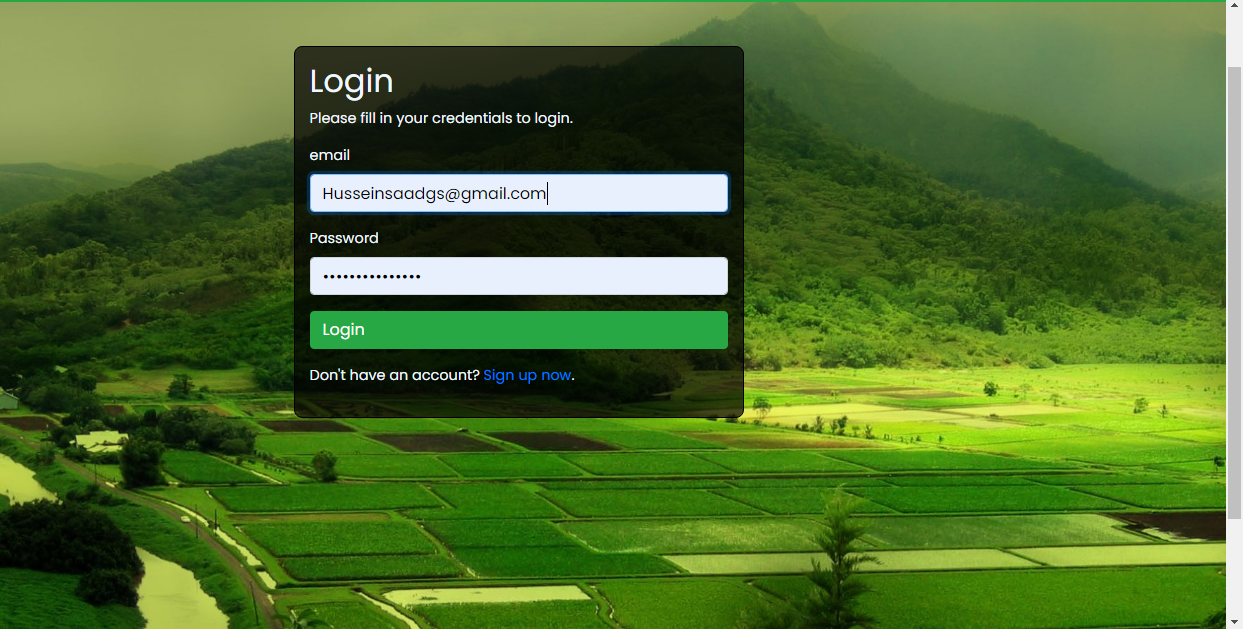 Login
Please fill in your credentials to login.
email
Husseinsaadgs@gmail.com
Password
•••••••••••••••
Login
Don't have an account? Sign up now.